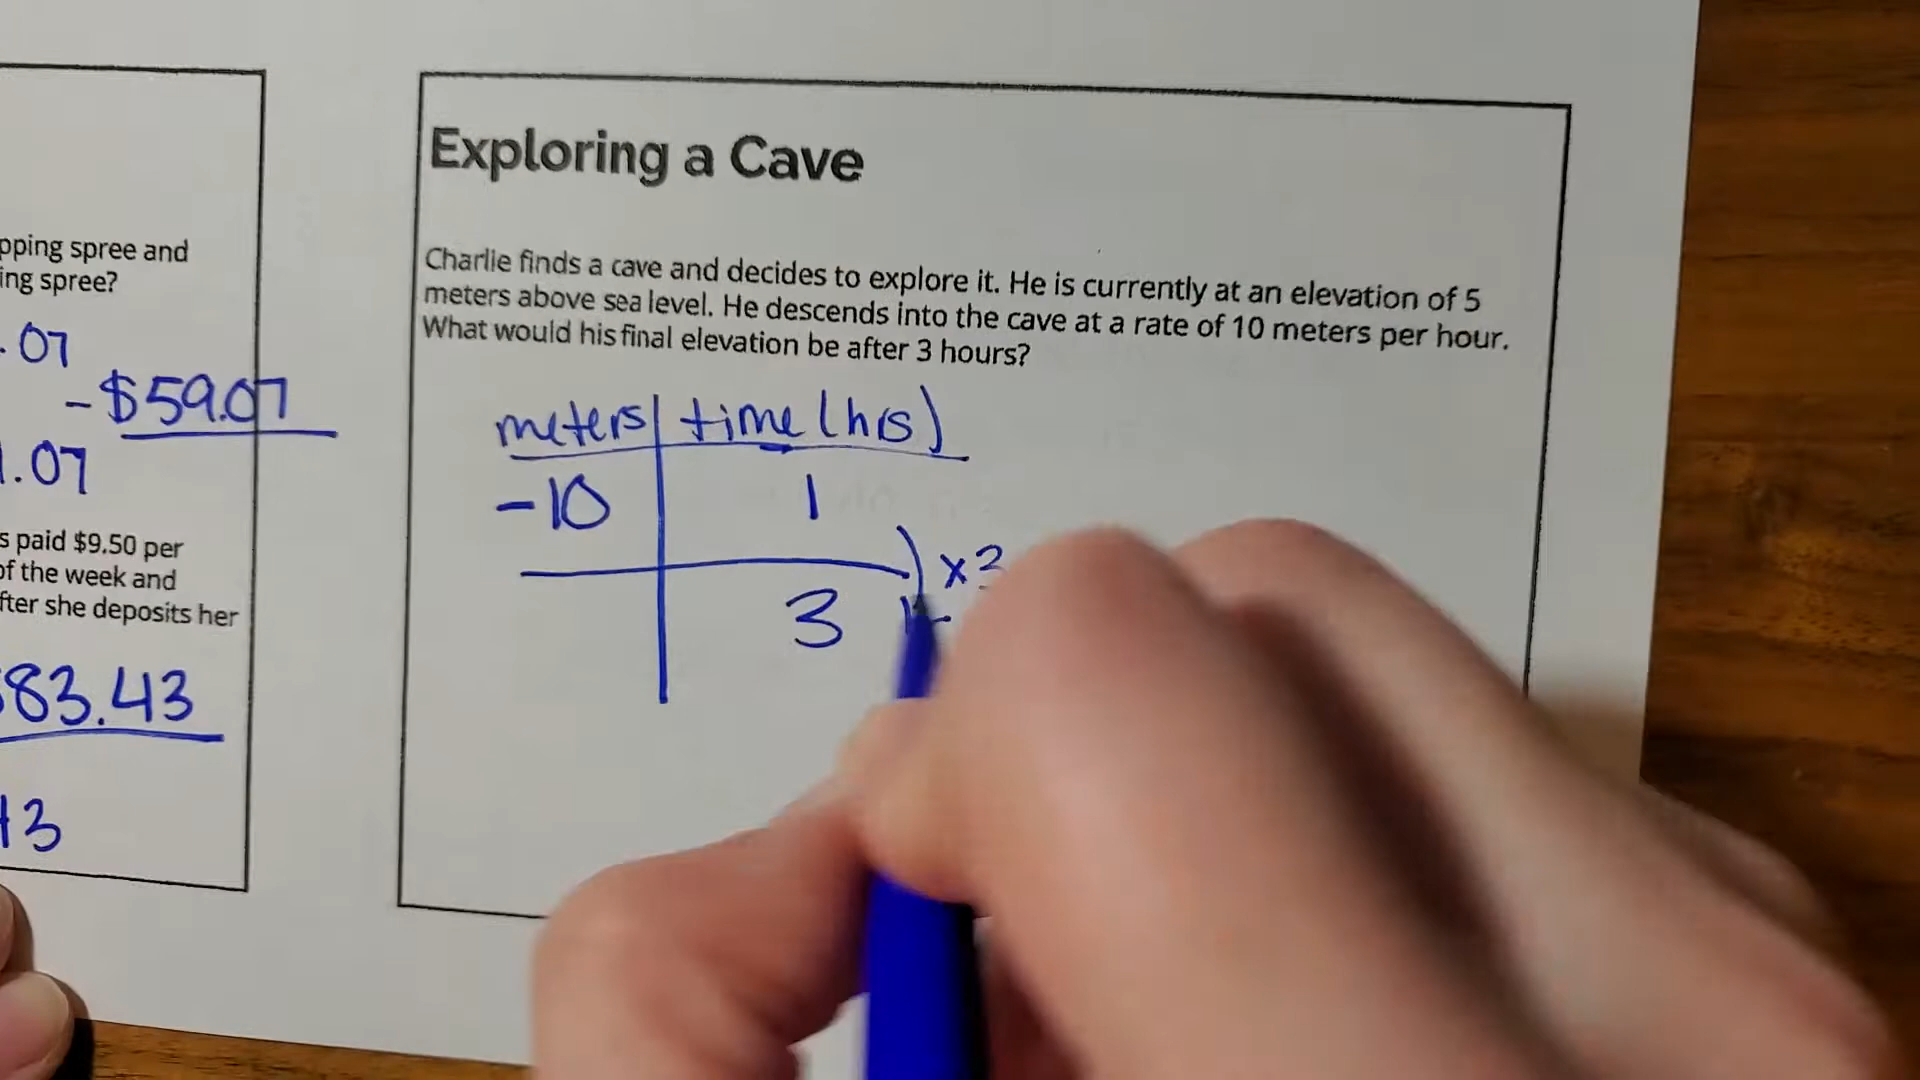 pping spree and
ing spree?
.07
-$59.07
.07
s paid $9.50 per
of the week and
fter she deposits her
83.43
13
Exploring a Cave
Charlie finds a cave and decides to explore it. He is currently at an elevation of 5
meters above sea level. He descends into the cave at a rate of 10 meters per hour.
What would his final elevation be after 3 hours?
meters time (hrs)
-10 1
x3
3